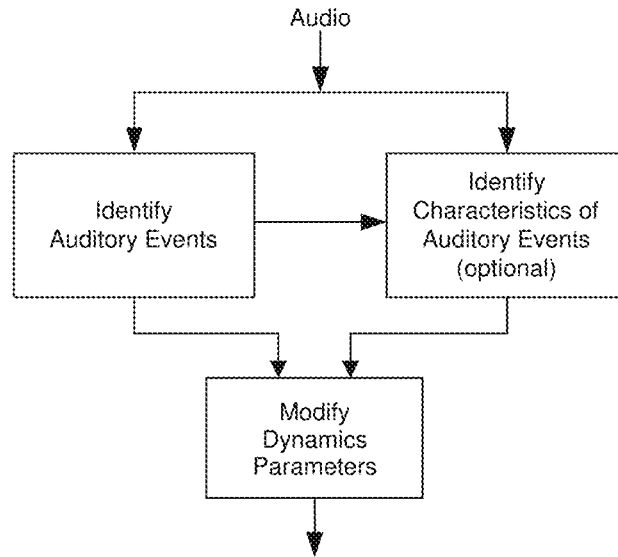 Audio
Identify
Auditory Events
Identify
Characteristics of
Auditory Events
(optional)
Modify
Dynamics
Parameters